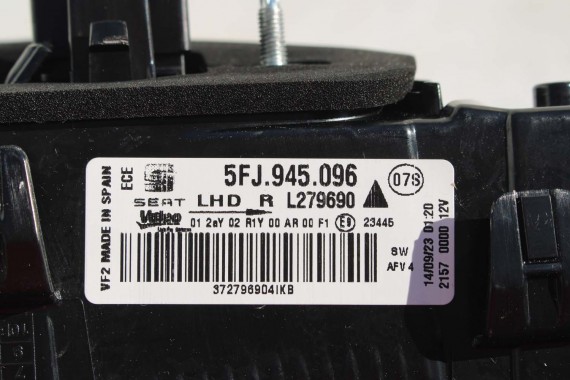 VF2 MADE IN SPAIN
ECE
5FJ.945.096
07S
SEAT LHD R L279690
Valeo
01 2aY 02 R1Y 00 AR 00 F1 E9 23445
SW
AFV 4
372796904IKB
14/09/23 01:20
2157 0000 12V